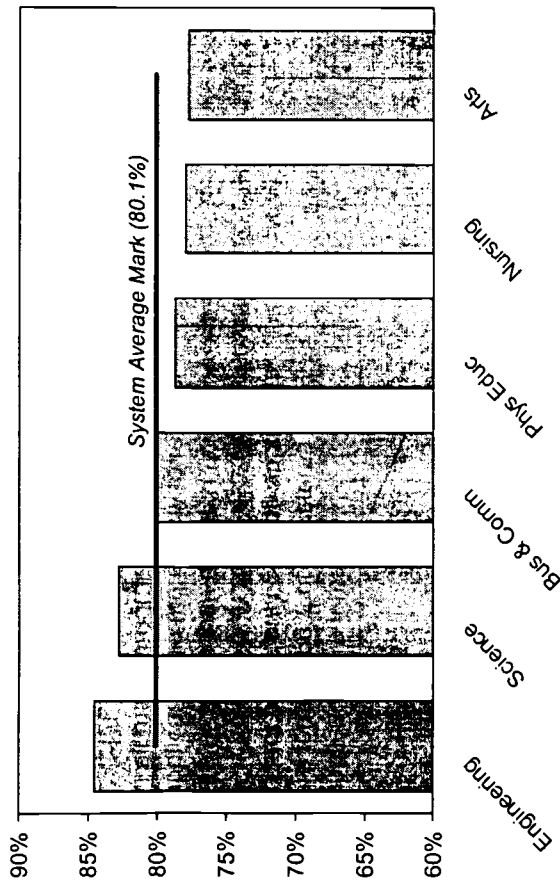 90%
85%
80%
75%
70%
65%
60%
System Average Mark (80.1%)
Engineering
Science
Bus & Comm
Phys Educ
Nursing
Arts